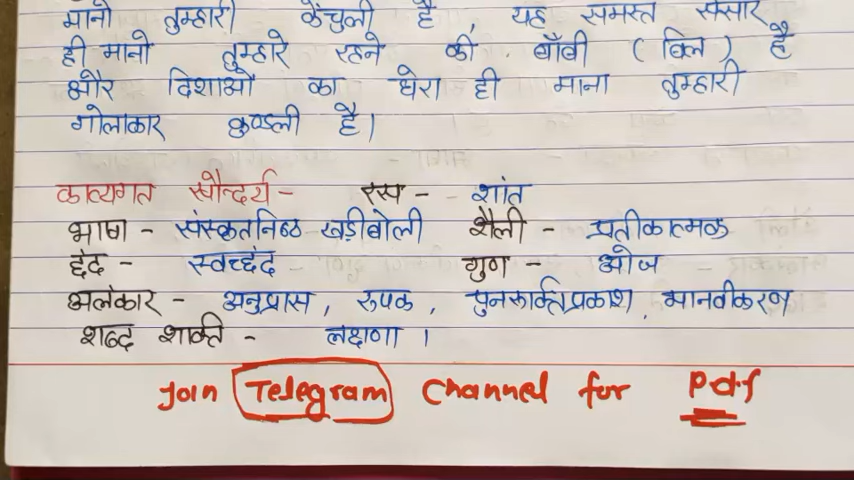 मानो तुम्हारी केंचुली है, यह समस्त संसार
ही मानो तुम्हारे रहने की बाँबी (बिल) है
और दिशाओं का घेरा ही माना तुम्हारी
गोलाकार कुण्डली है।
काव्यगत सौन्दर्य- रस - शांत
भाषा - संस्कृतनिष्ठ खड़ीबोली शैली - प्रतीकात्मक
छंद - स्वच्छंद गुण - ओज
अलंकार - अनुप्रास, रूपक, पुनरूक्तिप्रकाश, मानवीकरण
शब्द शक्ति - लक्षणा ।
Join Telegram Channel for Pdf